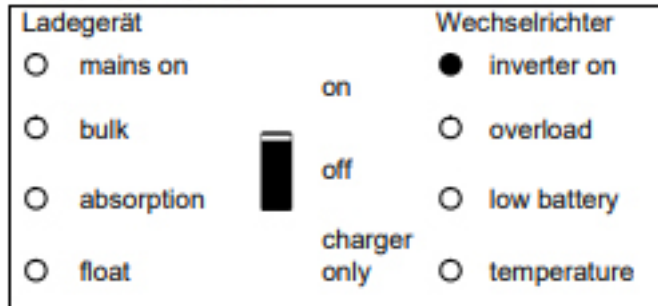 Ladegerät
mains on
bulk
absorption
float
on
off
charger
only
Wechselrichter
inverter on
overload
low battery
temperature